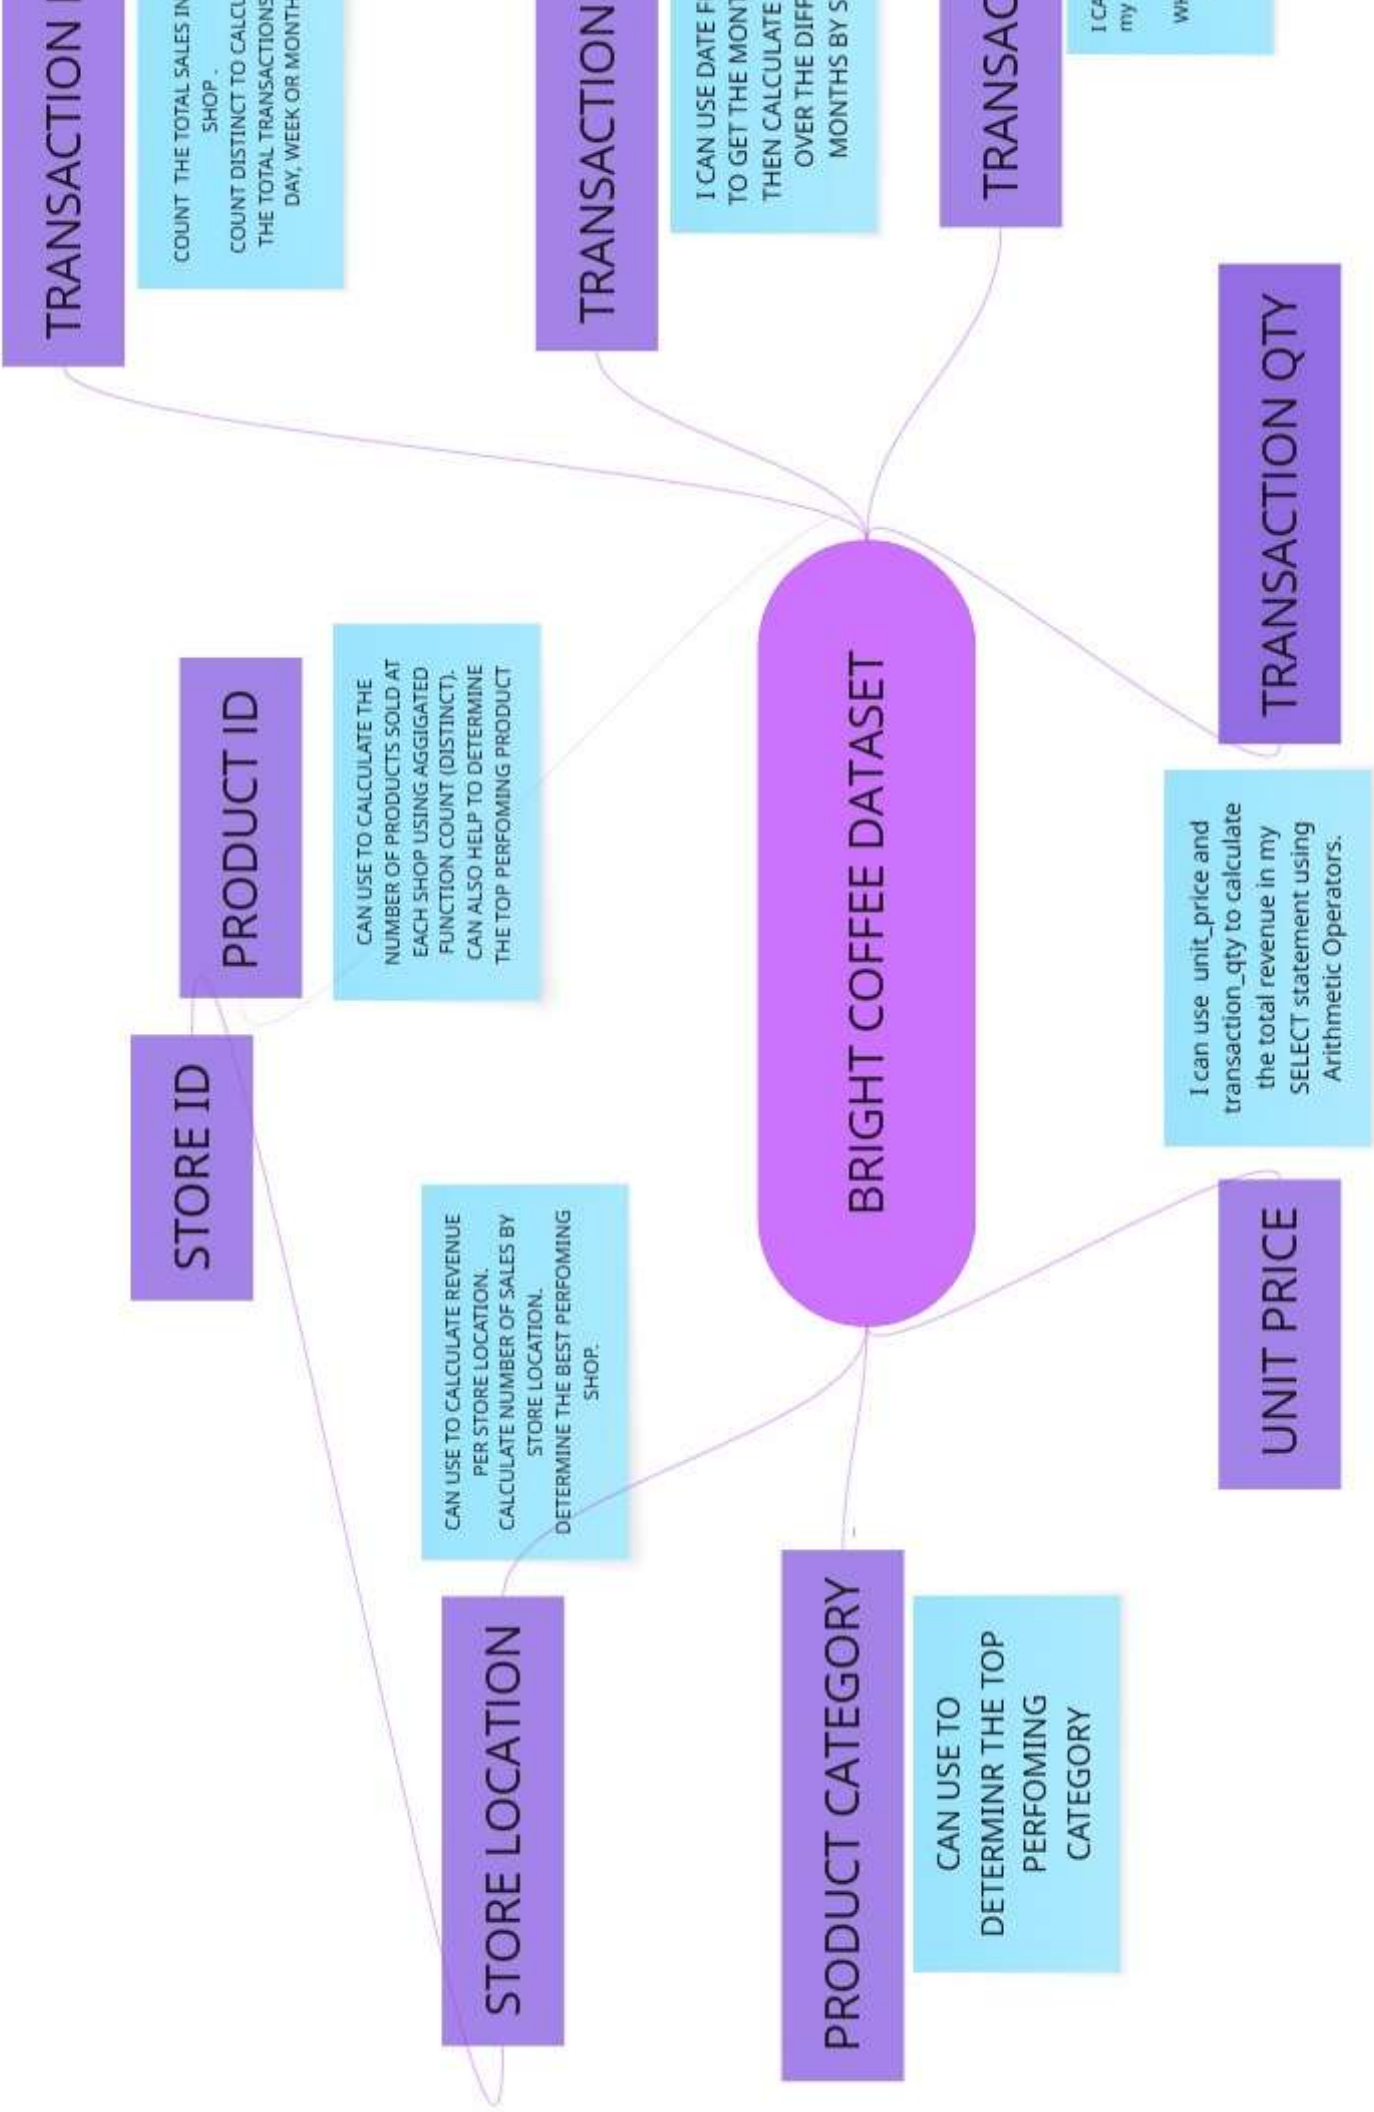 TRANSACTION
COUNT THE TOTAL SALES IN
SHOP .
COUNT DISTINCT TO
THE TOTAL TRANSACTIONS
DAY, WEEK OR MONTH
TRANSACTION
I CAN USE DATE
TO GET THE
THEN CALCULATE
OVER THE
MONTHS BY
I
my
TRANSACTION QTY
PRODUCT ID
CAN USE TO CALCULATE THE
NUMBER OF PRODUCTS SOLD AT
EACH SHOP USING AGGIGATED
FUNCTION COUNT (DISTINCT).
CAN ALSO HELP TO DETERMINE
THE TOP PERFOMING PRODUCT
STORE ID
BRIGHT COFFEE DATASET
I can use unit_price and
transaction_qty to calculate
the total revenue in my
SELECT statement using
Arithmetic Operators.
UNIT PRICE
CAN USE TO CALCULATE REVENUE
PER STORE LOCATION.
CALCULATE NUMBER OF SALES BY
STORE LOCATION.
DETERMINE THE BEST PERFOMING
SHOP.
STORE LOCATION
PRODUCT CATEGORY
CAN USE TO
DETERMINR THE TOP
PERFOMING
CATEGORY